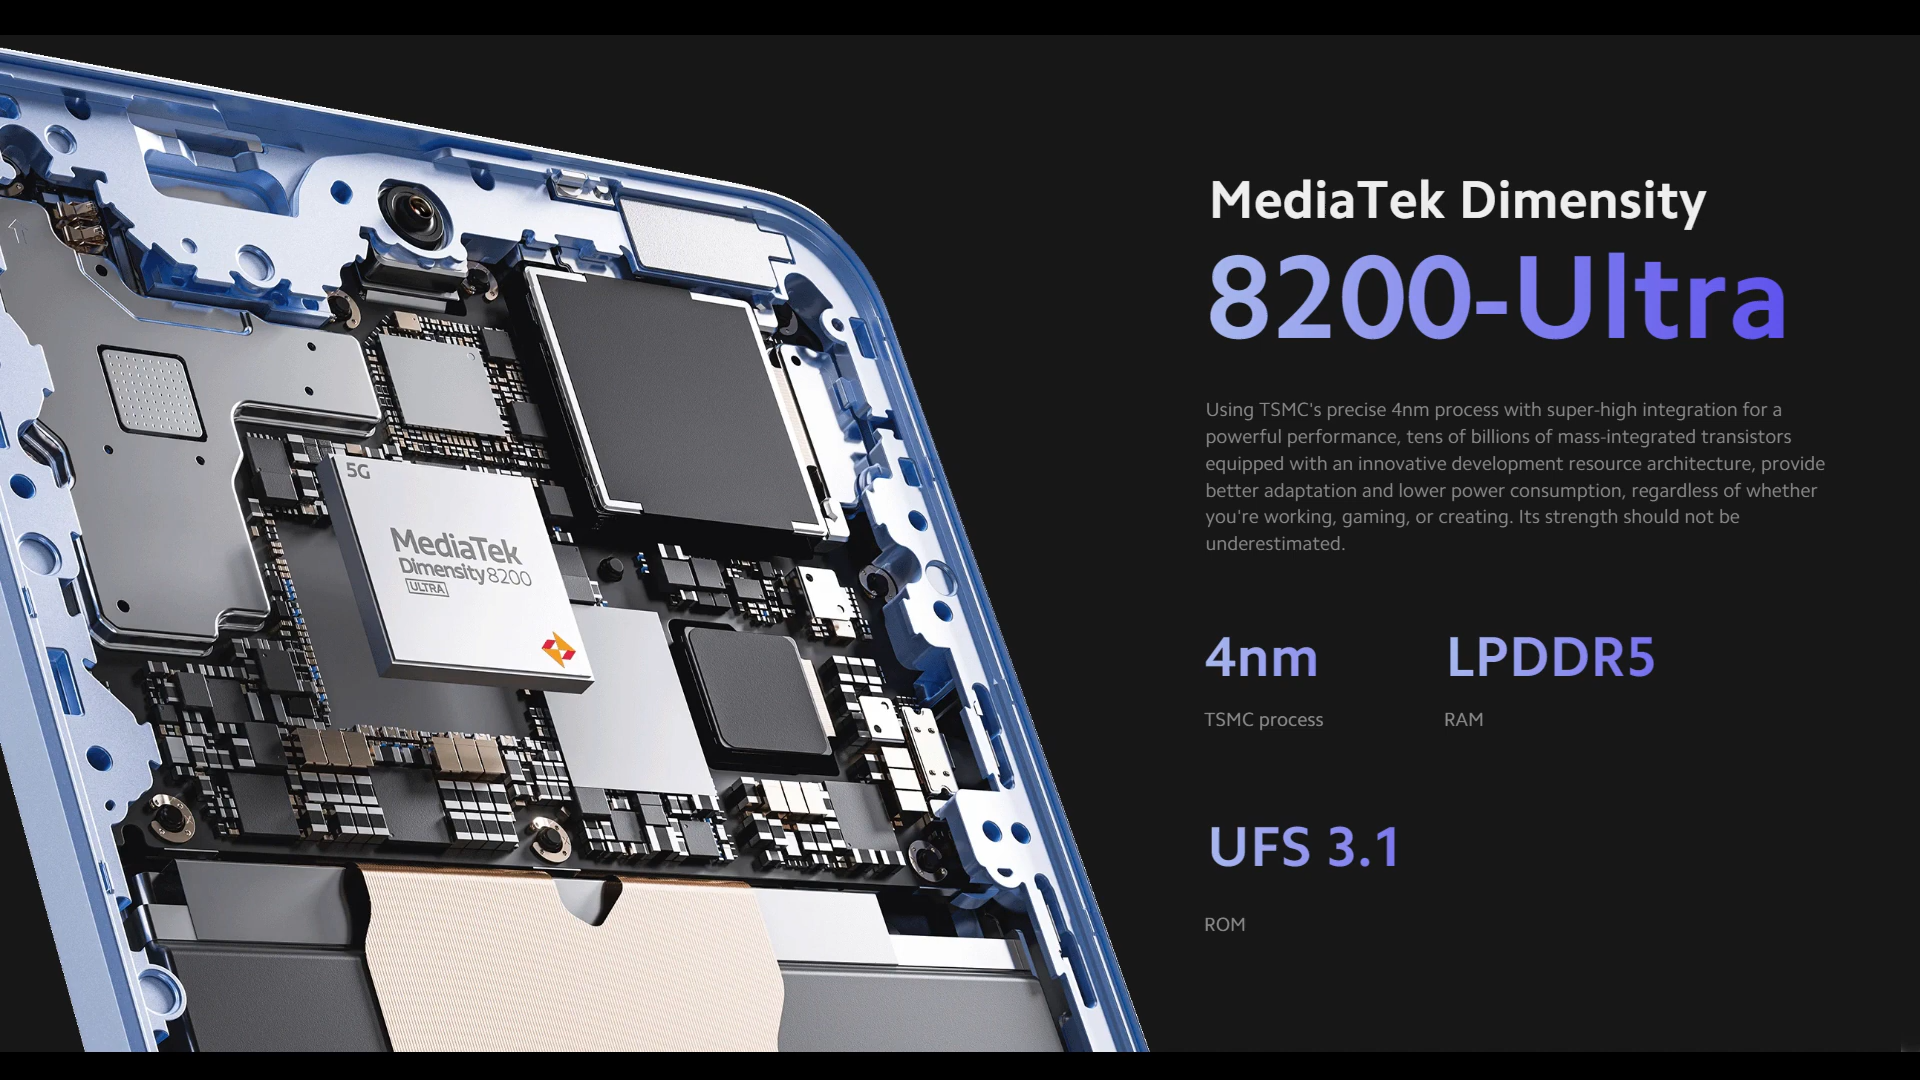 MediaTek Dimensity
8200-Ultra
Using TSMC's precise 4nm process with super-high integration for a
powerful performance, tens of billions of mass-integrated transistors
equipped with an innovative development resource architecture, provide
better adaptation and lower power consumption, regardless of whether
you're working, gaming, or creating. Its strength should not be
underestimated.
4nm
TSMC process
LPDDR5
RAM
UFS 3.1
ROM
5G
MediaTek
Dimensity 8200
ULTRA